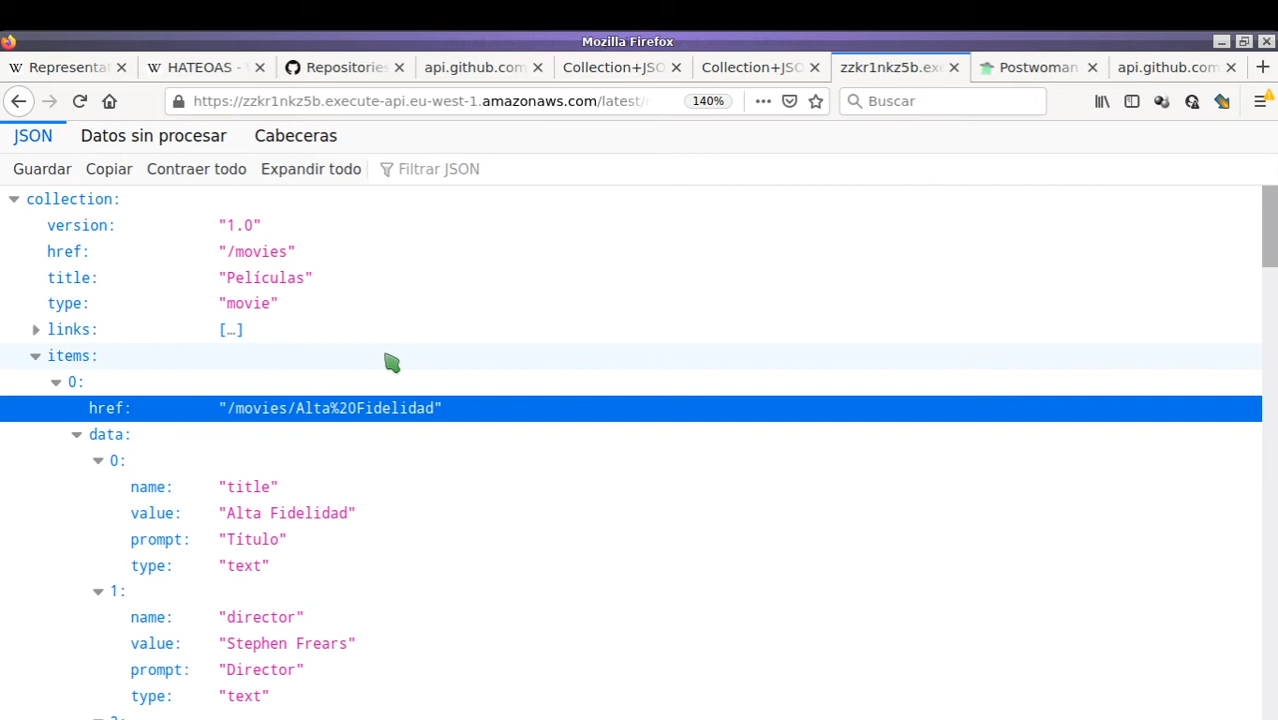 Mozilla Firefox
Representat HATEOAS - W Repositories api.github.com Collection+JSO Collection+JSO zzkr1nkz5b.exe Postwoman api.github.com
https://zzkr1nkz5b.execute-api.eu-west-1.amazonaws.com/latest/ 140% Buscar
JSON Datos sin procesar Cabeceras
Guardar Copiar Contraer todo Expandir todo Filtrar JSON
collection:
version: "1.0"
href: "/movies"
title: "Películas"
type: "movie"
links: […]
items:
0:
href: "/movies/Alta%20Fidelidad"
data:
0:
name: "title"
value: "Alta Fidelidad"
prompt: "Título"
type: "text"
1:
name: "director"
value: "Stephen Frears"
prompt: "Director"
type: "text"